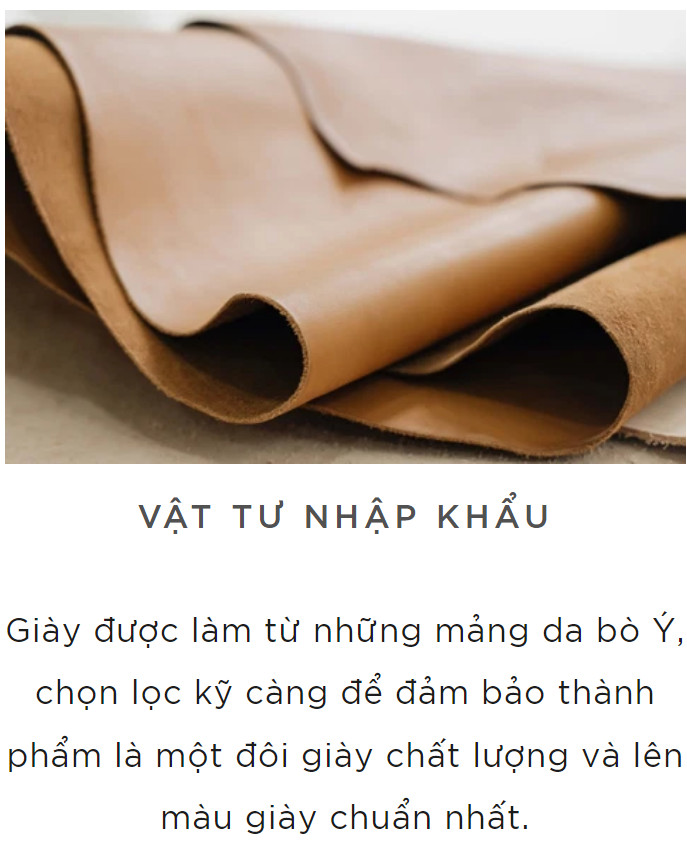 VẬT TƯ NHẬP KHẨU
Giày được làm từ những mảng da bò Ý,
chọn lọc kỹ càng để đảm bảo thành
phẩm là một đôi giày chất lượng và lên
màu giày chuẩn nhất.